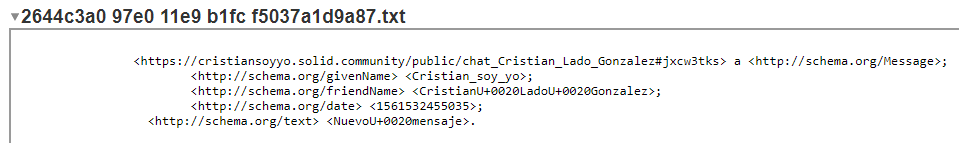 2644c3a0 97e0 11e9 b1fc f5037a1d9a87.txt
<https://cristiansoyyo.solid.community/public/chat_Cristian_Lado_Gonzalez#jxcw3tks> a <http://schema.org/Message>;
<http://schema.org/givenName> <Cristian_soy_yo>;
<http://schema.org/friendName> <CristianU+0020LadoU+0020Gonzalez>;
<http://schema.org/date> <1561532455035>;
<http://schema.org/text> <NuevoU+0020mensaje>.